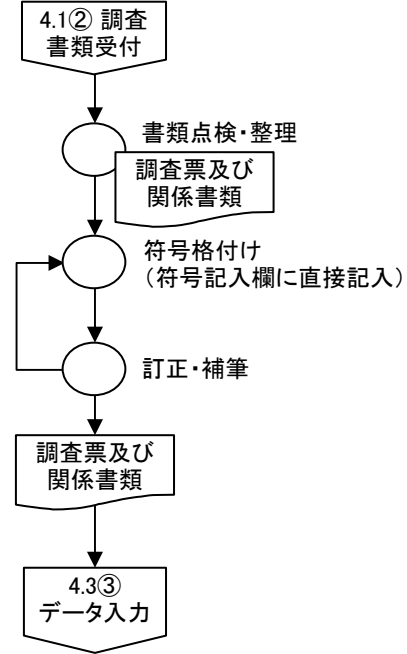 4.1② 調査
書類受付
書類点検・整理
調査票及び
関係書類
符号格付け
（符号記入欄に直接記入）
訂正・補筆
調査票及び
関係書類
4.3③
データ入力